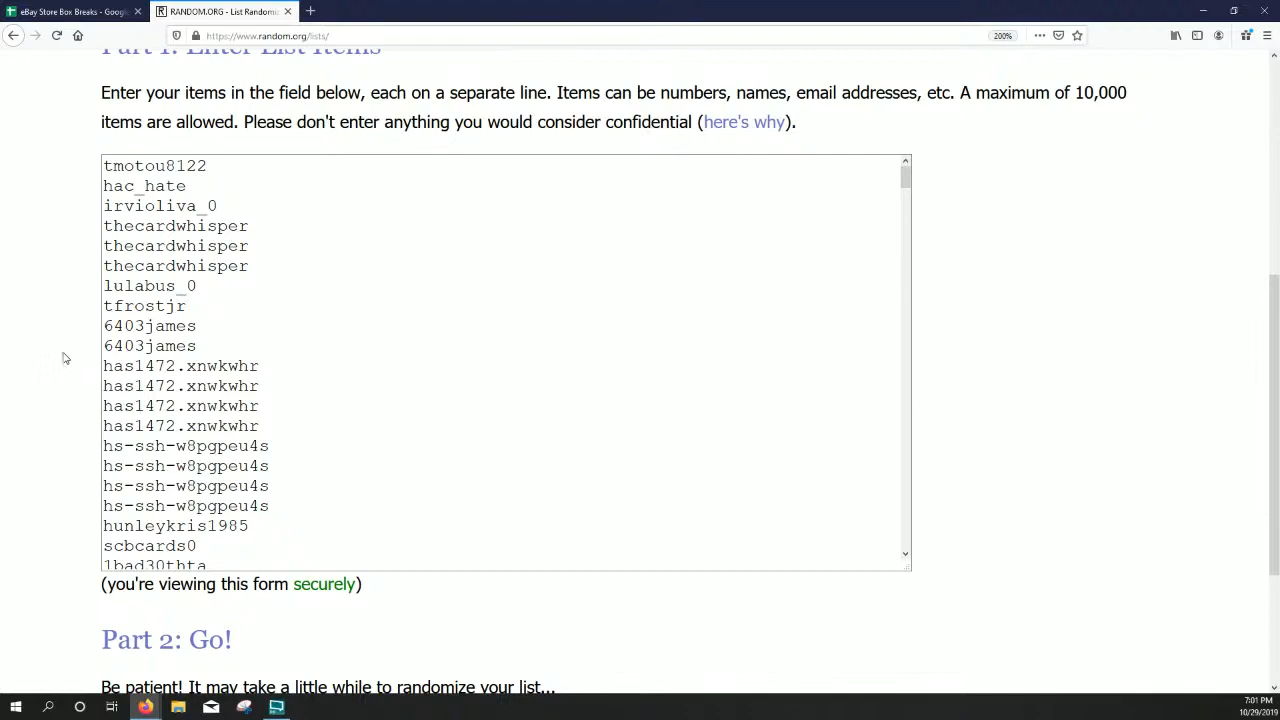 eBay Store Box Breaks - Google
RANDOM.ORG - List Randomi
https://www.random.org/lists/
200%
Part 1: Enter List Items
Enter your items in the field below, each on a separate line. Items can be numbers, names, email addresses, etc. A maximum of 10,000
items are allowed. Please don't enter anything you would consider confidential (here's why).
tmotou8122
hac_hate
irvioliva_0
thecardwhisper
thecardwhisper
thecardwhisper
lulabus_0
tfrostjr
6403james
6403james
has1472.xnwkwhr
has1472.xnwkwhr
has1472.xnwkwhr
has1472.xnwkwhr
hs-ssh-w8pgpeu4s
hs-ssh-w8pgpeu4s
hs-ssh-w8pgpeu4s
hs-ssh-w8pgpeu4s
hunleykris1985
scbcards0
1bad30thta
(you're viewing this form securely)
Part 2: Go!
Be patient! It may take a little while to randomize your list...
7:01 PM
10/29/2019